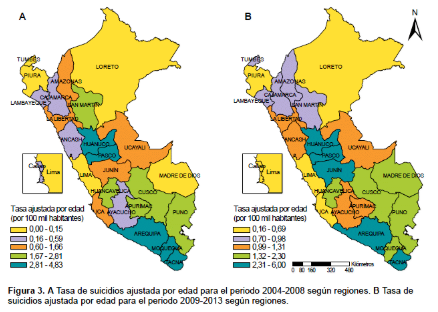 A
B
N
TUMBES
PIURA
LORETO
AMAZONAS
CAJAMARCA
LAMBAYEQUE
SAN MARTIN
LA LIBERTAD
ANCASH
HUANUCO
PASCO
UCAYALI
JUNIN
LIMA
Callao
Lima
MADRE DE DIOS
HUANCAVELICA
CUSCO
APURIMAC
ICA
AYACUCHO
PUNO
AREQUIPA
MOQUEGUA
TACNA
Tasa ajustada por edad
(por 100 mil habitantes)
0,00 - 0,15
0,16 - 0,59
0,60 - 1,66
1,67 - 2,81
2,81 - 4,83
TUMBES
PIURA
LORETO
AMAZONAS
CAJAMARCA
LAMBAYEQUE
SAN MARTIN
LA LIBERTAD
ANCASH
HUANUCO
PASCO
UCAYALI
JUNIN
LIMA
Lima
MADRE DE DIOS
HUANCAVELICA
CUSCO
APURIMAC
ICA
AYACUCHO
PUNO
AREQUIPA
MOQUEGUA
TACNA
Tasa ajustada por edad
(por 100 mil habitantes)
0,16 - 0,69
0,70 - 0,98
0,99 - 1,31
1,32 - 2,30
2,31 - 6,00
Kilómetros
Figura 3. A Tasa de suicidios ajustada por edad para el periodo 2004-2008 según regiones. B Tasa de
suicidios ajustada por edad para el periodo 2009-2013 según regiones.